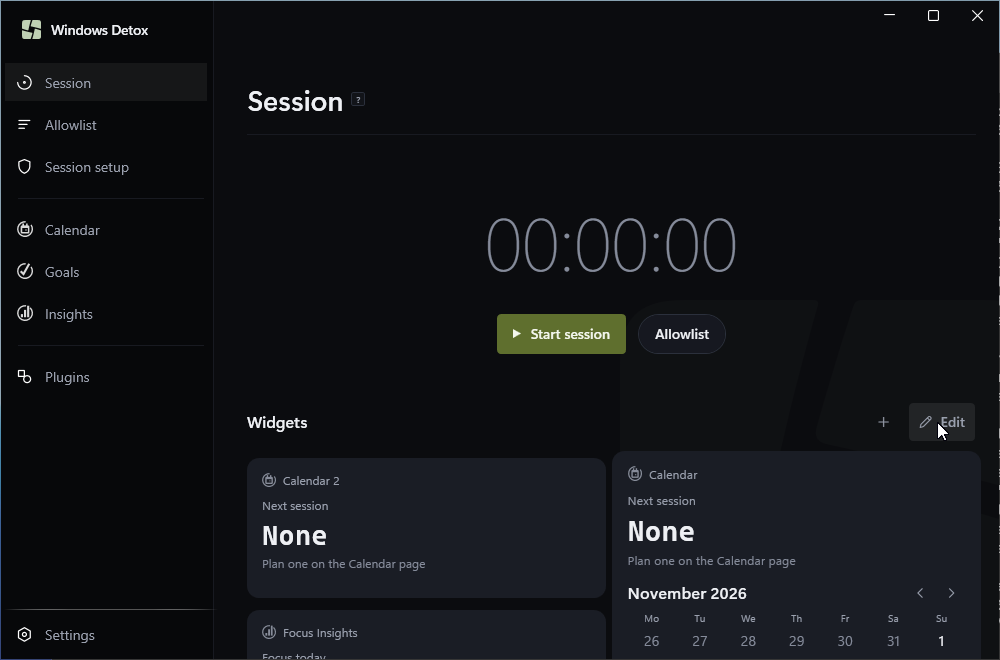 Windows Detox
Session
Allowlist
Session setup
Calendar
Goals
Insights
Plugins
Settings
Session ?
00:00:00
Start session
Allowlist
Widgets
+ Edit
Calendar 2
Next session
None
Plan one on the Calendar page
Focus Insights
Focus today
Calendar
Next session
None
Plan one on the Calendar page
November 2026
Mo Tu We Th Fr Sa Su
26 27 28 29 30 31 1